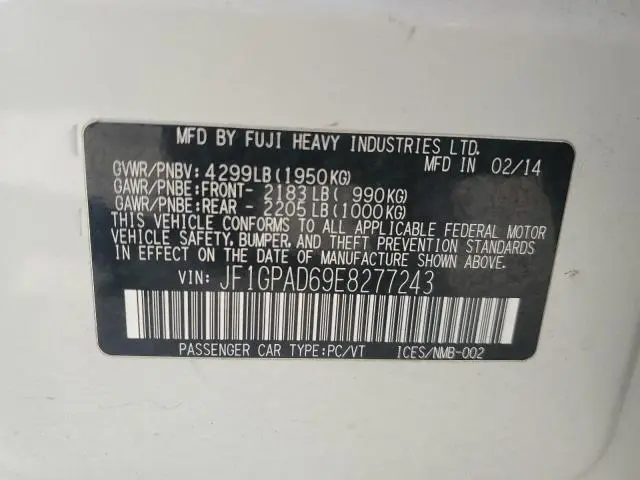 MFD BY FUJI HEAVY INDUSTRIES LTD.
MFD IN 02/14
GVWR/PNBV: 4299LB(1950KG)
GAWR/PNBE:FRONT- 2183LB( 990KG)
GAWR/PNBE:REAR - 2205LB(1000KG)
THIS VEHICLE CONFORMS TO ALL APPLICABLE FEDERAL MOTOR
VEHICLE SAFETY, BUMPER, AND THEFT PREVENTION STANDARDS
IN EFFECT ON THE DATE OF MANUFACTURE SHOWN ABOVE.
VIN: JF1GPAD69E8277243
PASSENGER CAR TYPE:PC/VT 1CES/NMB-002